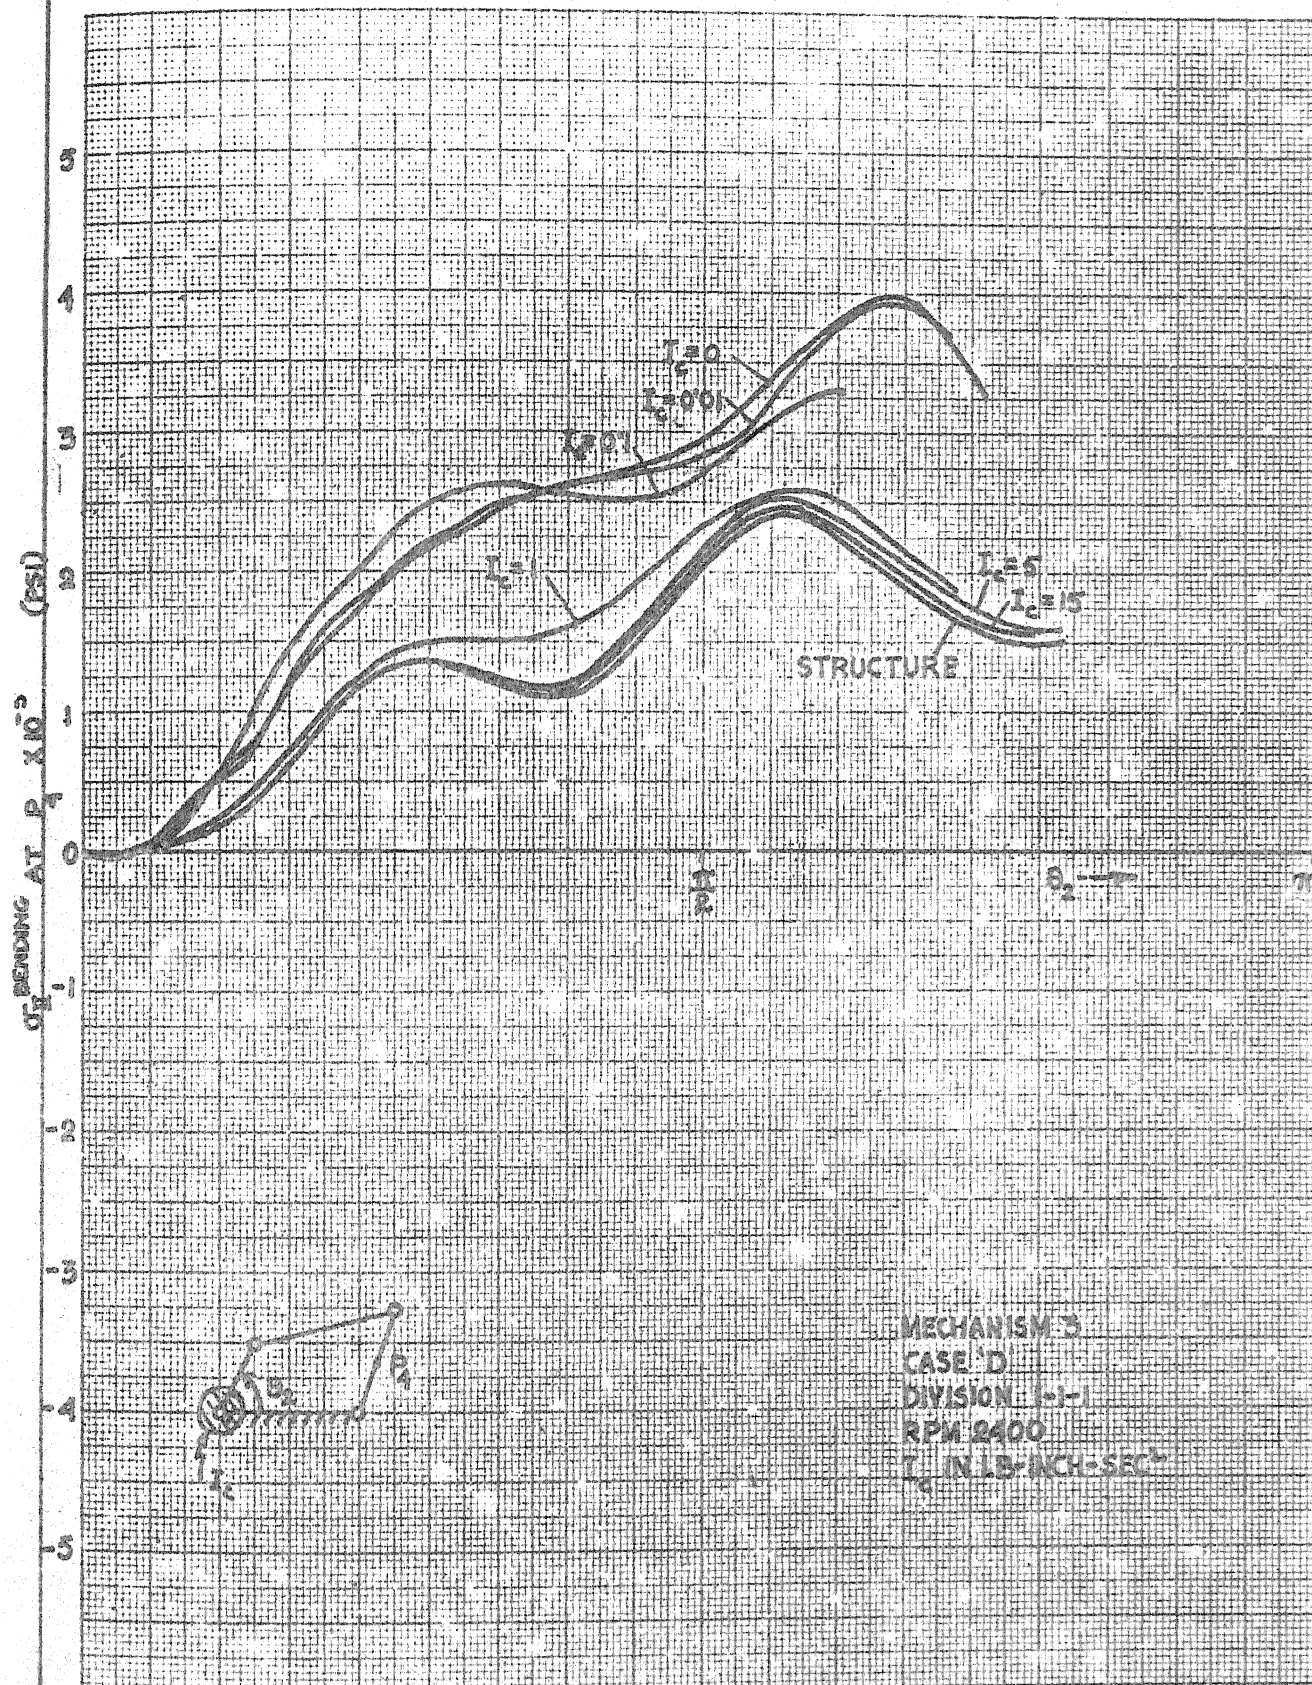 5
4
I_c=0
I_c=0.01
3
I_c=0.1
I_c=1
2
I_c=5
I_c=15
STRUCTURE
1
0
π/2
θ_2
π
-1
-2
-3
-4
-5
σ BENDING AT P_4 X10^-3 (PSI)
θ_2
P_4
I_c
MECHANISM 3
CASE 'D'
DIVISION 1-1-1
RPM 2400
I_c IN LB-INCH-SEC²